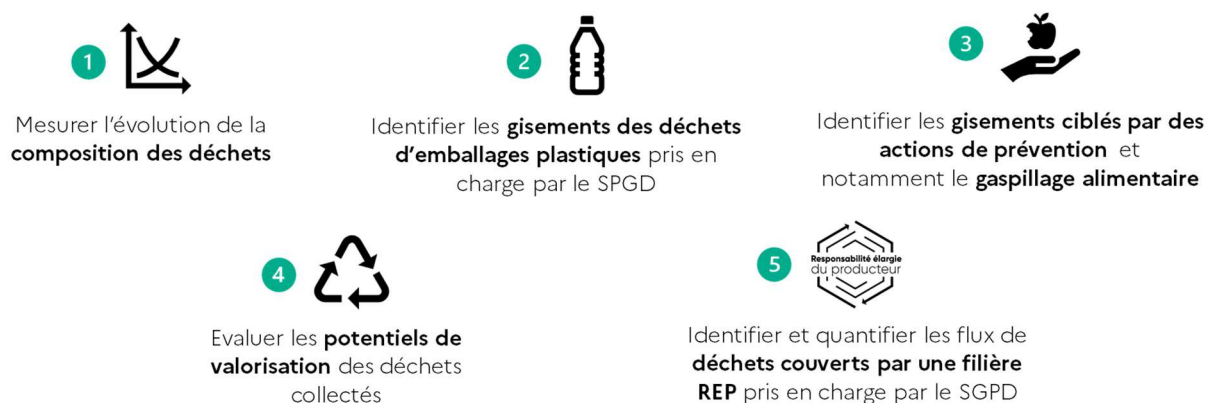 1
Mesurer l'évolution de la
composition des déchets
2
Identifier les gisements des déchets
d'emballages plastiques pris en
charge par le SPGD
3
Identifier les gisements ciblés par des
actions de prévention et
notamment le gaspillage alimentaire
4
Evaluer les potentiels de
valorisation des déchets
collectés
5
Responsabilité élargie
du producteur
Identifier et quantifier les flux de
déchets couverts par une filière
REP pris en charge par le SGPD